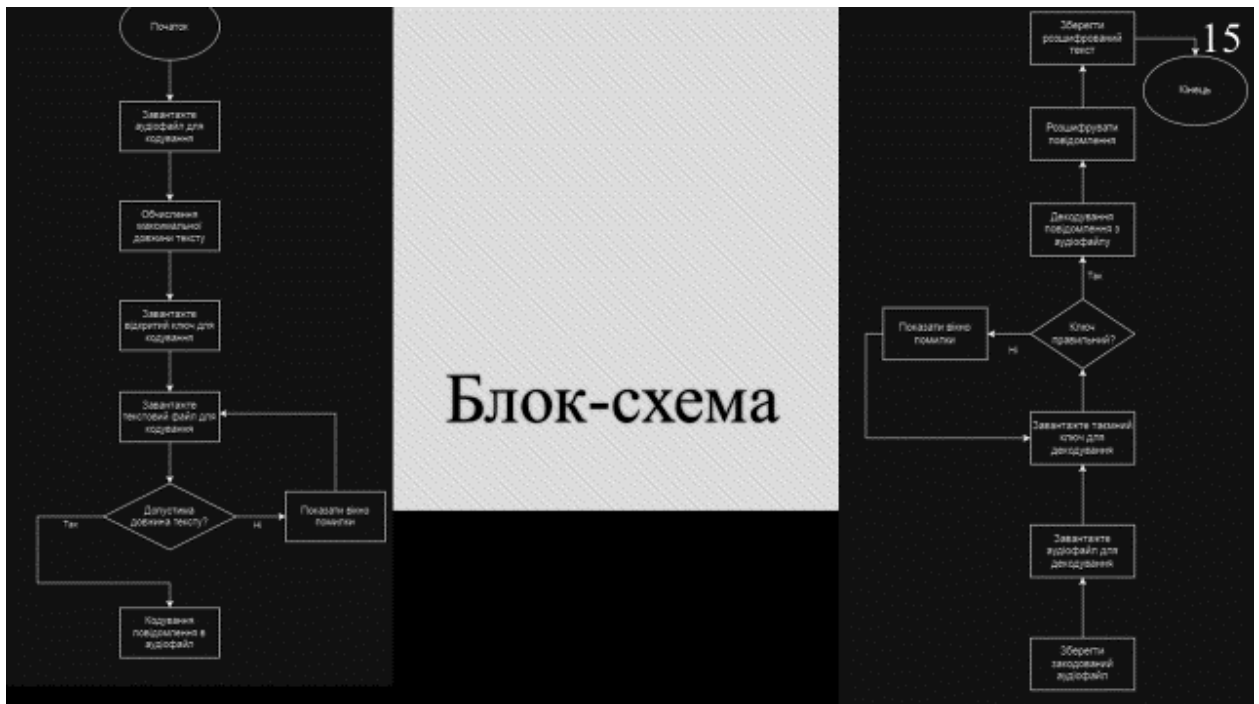 Початок
Завантажте
аудіофайл для
кодування
Обчислення
максимальної
довжини тексту
Завантажте
відкритий ключ для
кодування
Завантажте
текстовий файл для
кодування
Допустима
довжина тексту?
Так
Ні
Показати вікно
помилки
Кодування
повідомлення в
аудіофайл
Блок-схема
15
Зберегти
розшифрований
текст
Кінець
Розшифрувати
повідомлення
Декодування
повідомлення з
аудіофайлу
Так
Ключ
правильний?
Ні
Показати вікно
помилки
Завантажте таємний
ключ для
декодування
Завантажте
аудіофайл для
декодування
Зберегти
закодований
аудіофайл